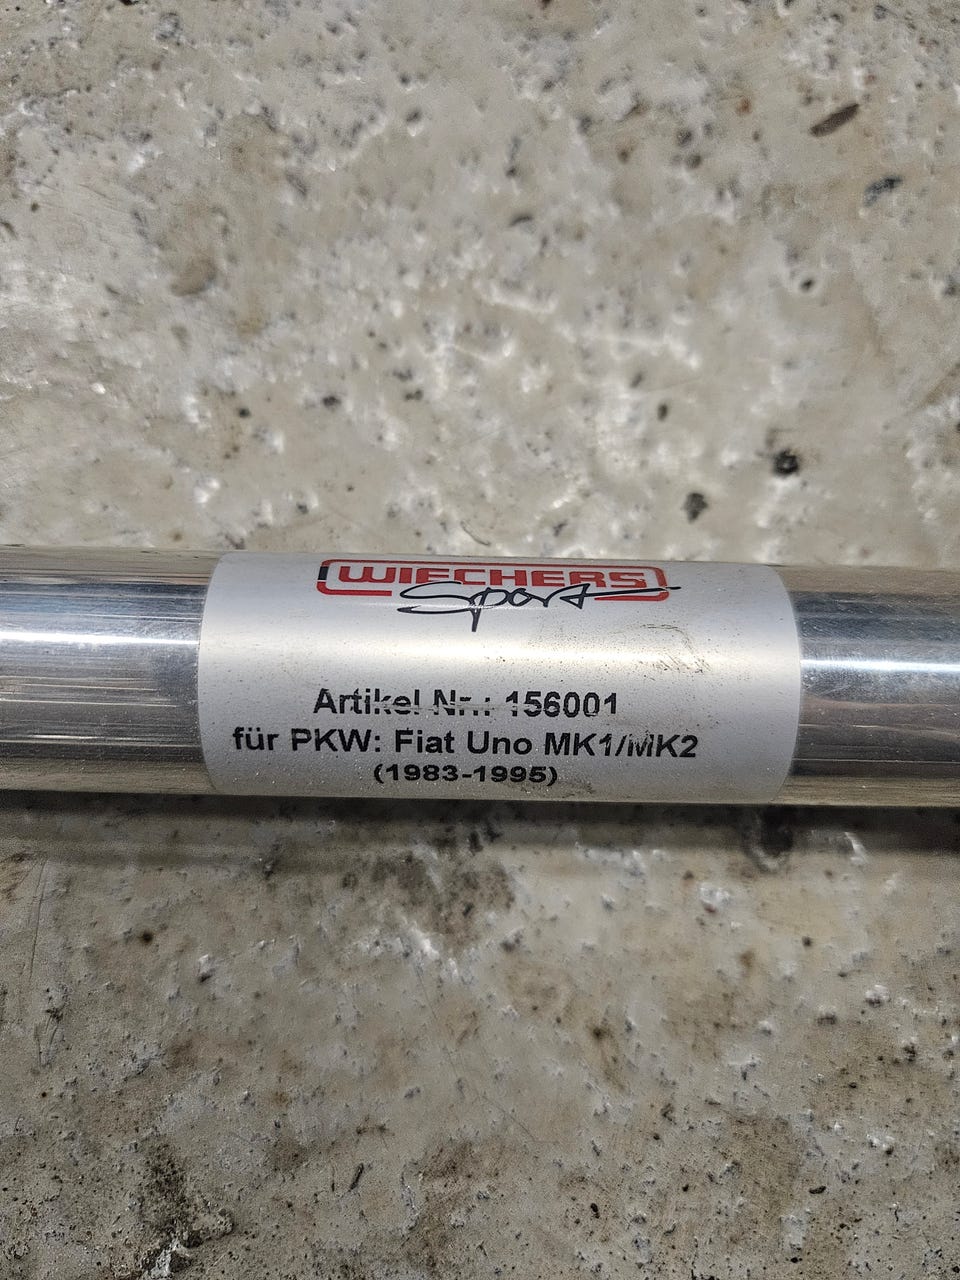 WIECHERS
Sport
Artikel Nr.: 156001
für PKW: Fiat Uno MK1/MK2
(1983-1995)